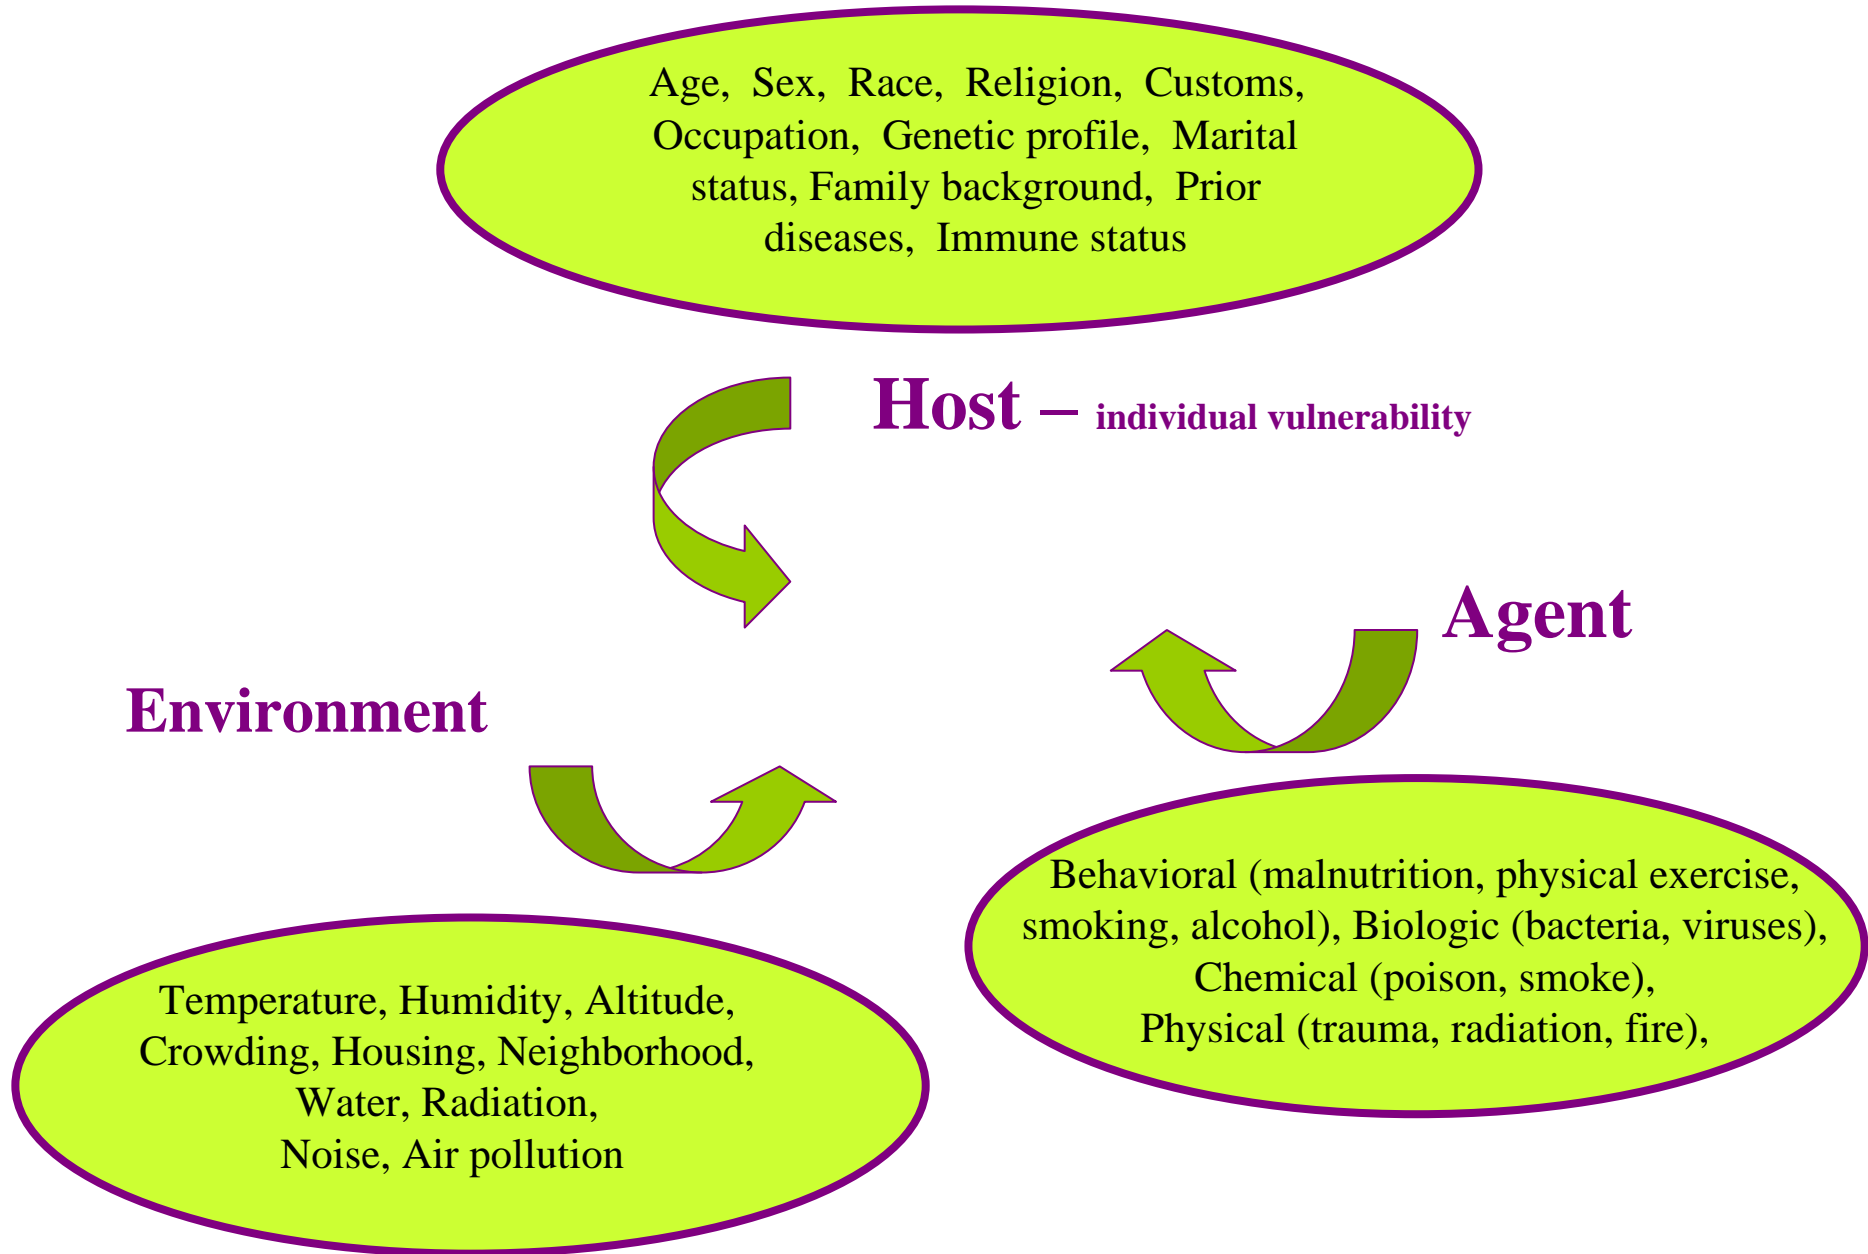 Age, Sex, Race, Religion, Customs,
Occupation, Genetic profile, Marital
status, Family background, Prior
diseases, Immune status
Host – individual vulnerability
Agent
Environment
Behavioral (malnutrition, physical exercise,
smoking, alcohol), Biologic (bacteria, viruses),
Chemical (poison, smoke),
Physical (trauma, radiation, fire),
Temperature, Humidity, Altitude,
Crowding, Housing, Neighborhood,
Water, Radiation,
Noise, Air pollution